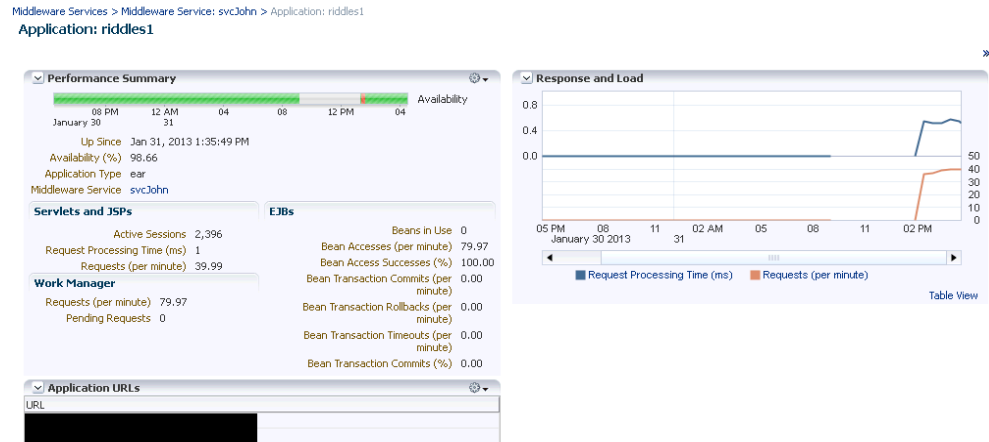 Middleware Services > Middleware Service: svcJohn > Application: riddles1
Application: riddles1
»
Performance Summary
Availability
08 PM 12 AM 04 08 12 PM 04
January 30 31
Up Since Jan 31, 2013 1:35:49 PM
Availability (%) 98.66
Application Type ear
Middleware Service svcJohn
Servlets and JSPs
Active Sessions 2,396
Request Processing Time (ms) 1
Requests (per minute) 39.99
Work Manager
Requests (per minute) 79.97
Pending Requests 0
EJBs
Beans in Use 0
Bean Accesses (per minute) 79.97
Bean Access Successes (%) 100.00
Bean Transaction Commits (per 0.00
minute)
Bean Transaction Rollbacks (per 0.00
minute)
Bean Transaction Timeouts (per 0.00
minute)
Bean Transaction Commits (%) 0.00
Application URLs
URL
Response and Load
0.8
0.4
0.0
50
40
30
20
10
0
05 PM 08 11 02 AM 05 08 11 02 PM
January 30 2013 31
Request Processing Time (ms) Requests (per minute)
Table View